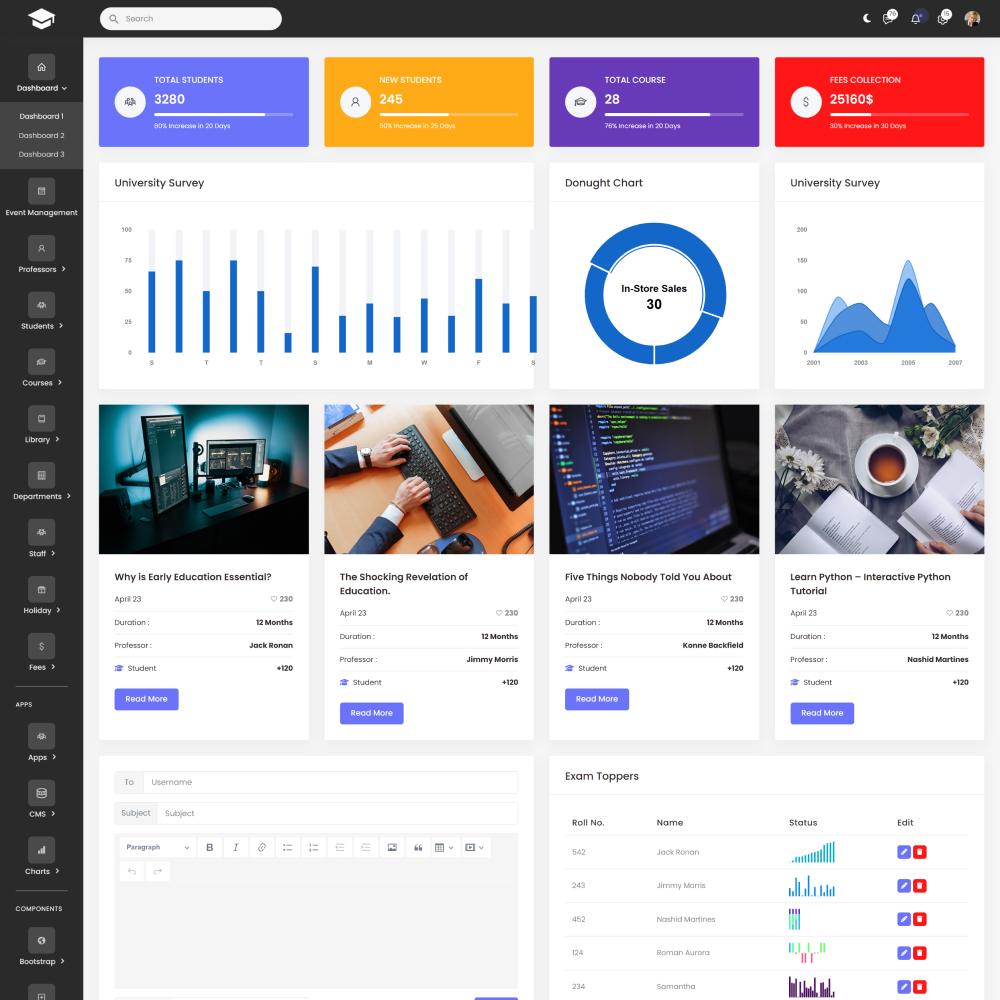 Search
76
15
Dashboard
Dashboard 1
Dashboard 2
Dashboard 3
Event Management
Professors
Students
Courses
Library
Departments
Staff
Holiday
Fees
APPS
Apps
CMS
Charts
COMPONENTS
Bootstrap
TOTAL STUDENTS
3280
80% Increase in 20 Days
NEW STUDENTS
245
50% Increase in 25 Days
TOTAL COURSE
28
76% Increase in 20 Days
FEES COLLECTION
25160$
30% Increase in 30 Days
University Survey
100
75
50
25
0
S T T S M W F S
Donught Chart
In-Store Sales
30
University Survey
200
150
100
50
0
2001 2003 2005 2007
Why is Early Education Essential?
April 23 230
Duration : 12 Months
Professor : Jack Ronan
Student +120
Read More
The Shocking Revelation of
Education.
April 23 230
Duration : 12 Months
Professor : Jimmy Morris
Student +120
Read More
Five Things Nobody Told You About
April 23 230
Duration : 12 Months
Professor : Konne Backfield
Student +120
Read More
Learn Python – Interactive Python
Tutorial
April 23 230
Duration : 12 Months
Professor : Nashid Martines
Student +120
Read More
To Username
Subject Subject
Paragraph B I
Exam Toppers
Roll No. Name Status Edit
542 Jack Ronan
243 Jimmy Morris
452 Nashid Martines
124 Roman Aurora
234 Samantha